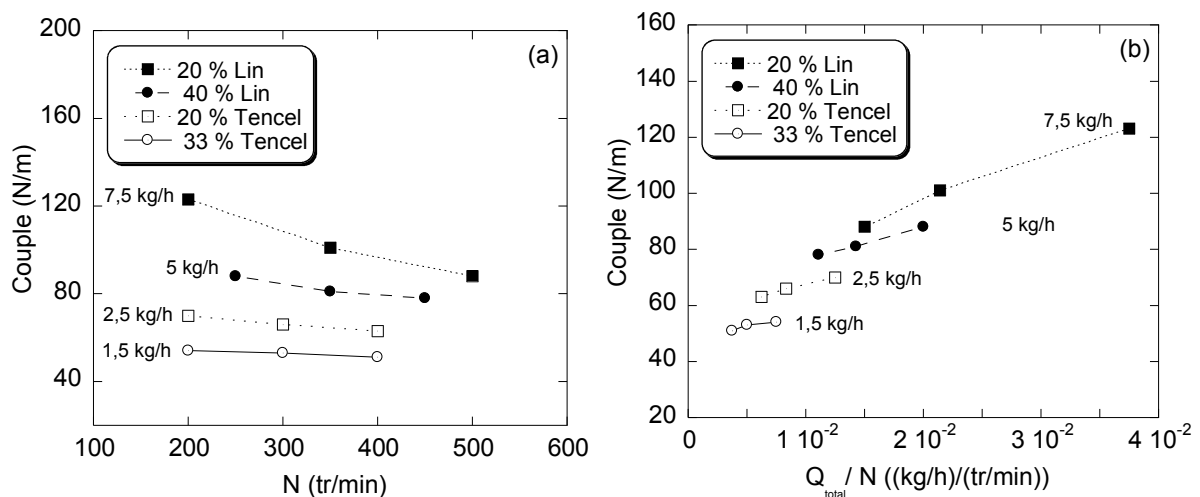 (a)
20 % Lin
40 % Lin
20 % Tencel
33 % Tencel
200
160
120
80
40
Couple (N/m)
7,5 kg/h
5 kg/h
2,5 kg/h
1,5 kg/h
100 200 300 400 500 600
N (tr/min)
(b)
20 % Lin
40 % Lin
20 % Tencel
33 % Tencel
160
140
120
100
80
60
40
20
Couple (N/m)
7,5 kg/h
5 kg/h
2,5 kg/h
1,5 kg/h
0 1 10-2 2 10-2 3 10-2 4 10-2
Qtotal / N ((kg/h)/(tr/min))